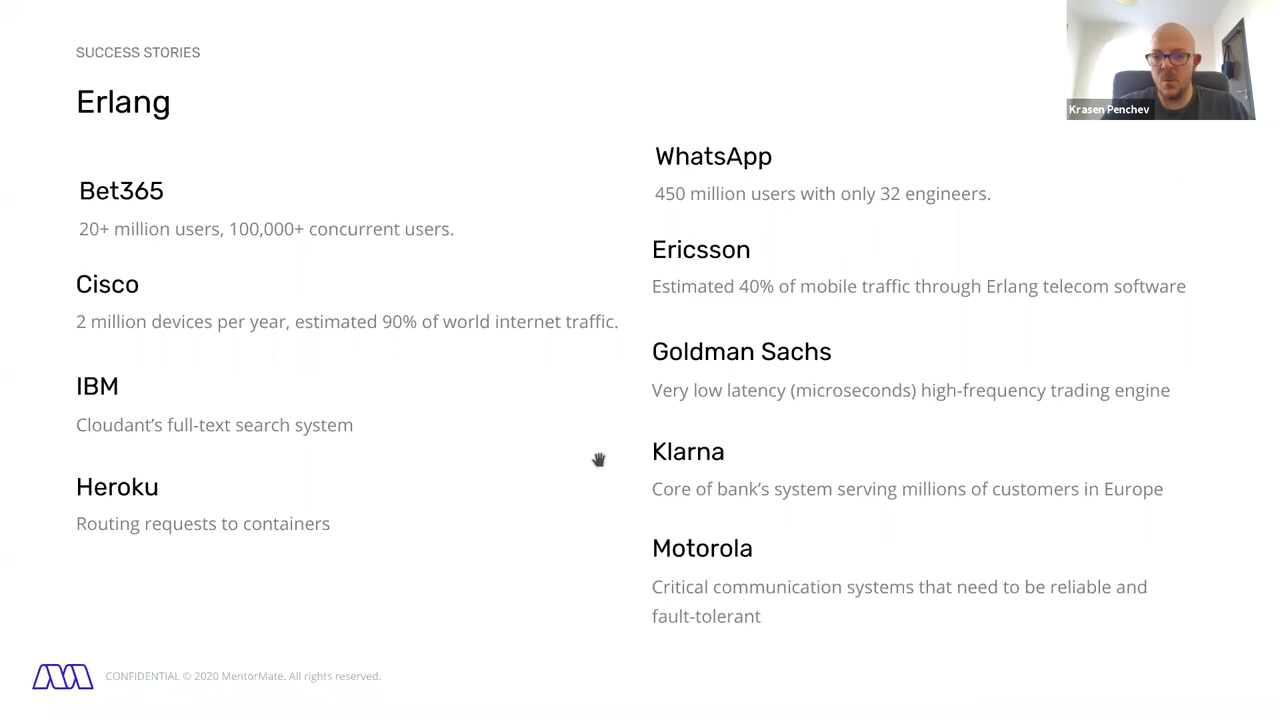 SUCCESS STORIES
Erlang
Bet365
20+ million users, 100,000+ concurrent users.
Cisco
2 million devices per year, estimated 90% of world internet traffic.
IBM
Cloudant’s full-text search system
Heroku
Routing requests to containers
WhatsApp
450 million users with only 32 engineers.
Ericsson
Estimated 40% of mobile traffic through Erlang telecom software
Goldman Sachs
Very low latency (microseconds) high-frequency trading engine
Klarna
Core of bank’s system serving millions of customers in Europe
Motorola
Critical communication systems that need to be reliable and
fault-tolerant
Krasen Penchev
CONFIDENTIAL © 2020 MentorMate. All rights reserved.